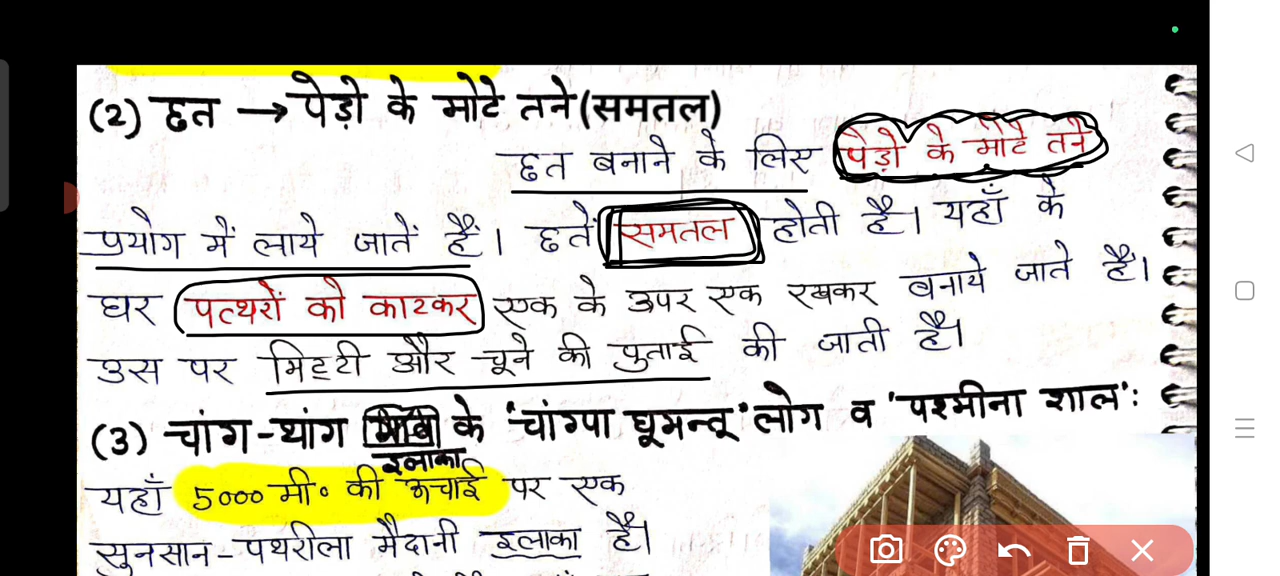 (2) छत → पेड़ो के मोटे तने (समतल)
छत बनाने के लिए पेड़ो के मोटे तने
प्रयोग में लाये जातें हैं। छतें समतल होती है। यहाँ के
घर पत्थरों को काटकर एक के उपर एक रखकर बनाये जाते हैं।
उस पर मिट्टी और चूने की पुताई की जाती है।
(3) चांग-थांग के 'चांगपा घूमन्तू' लोग व 'पश्मीना शाल':
इलाका
यहाँ 5000 मी० की ऊचाई पर एक
सुनसान-पथरीला मैदानी इलाका है।